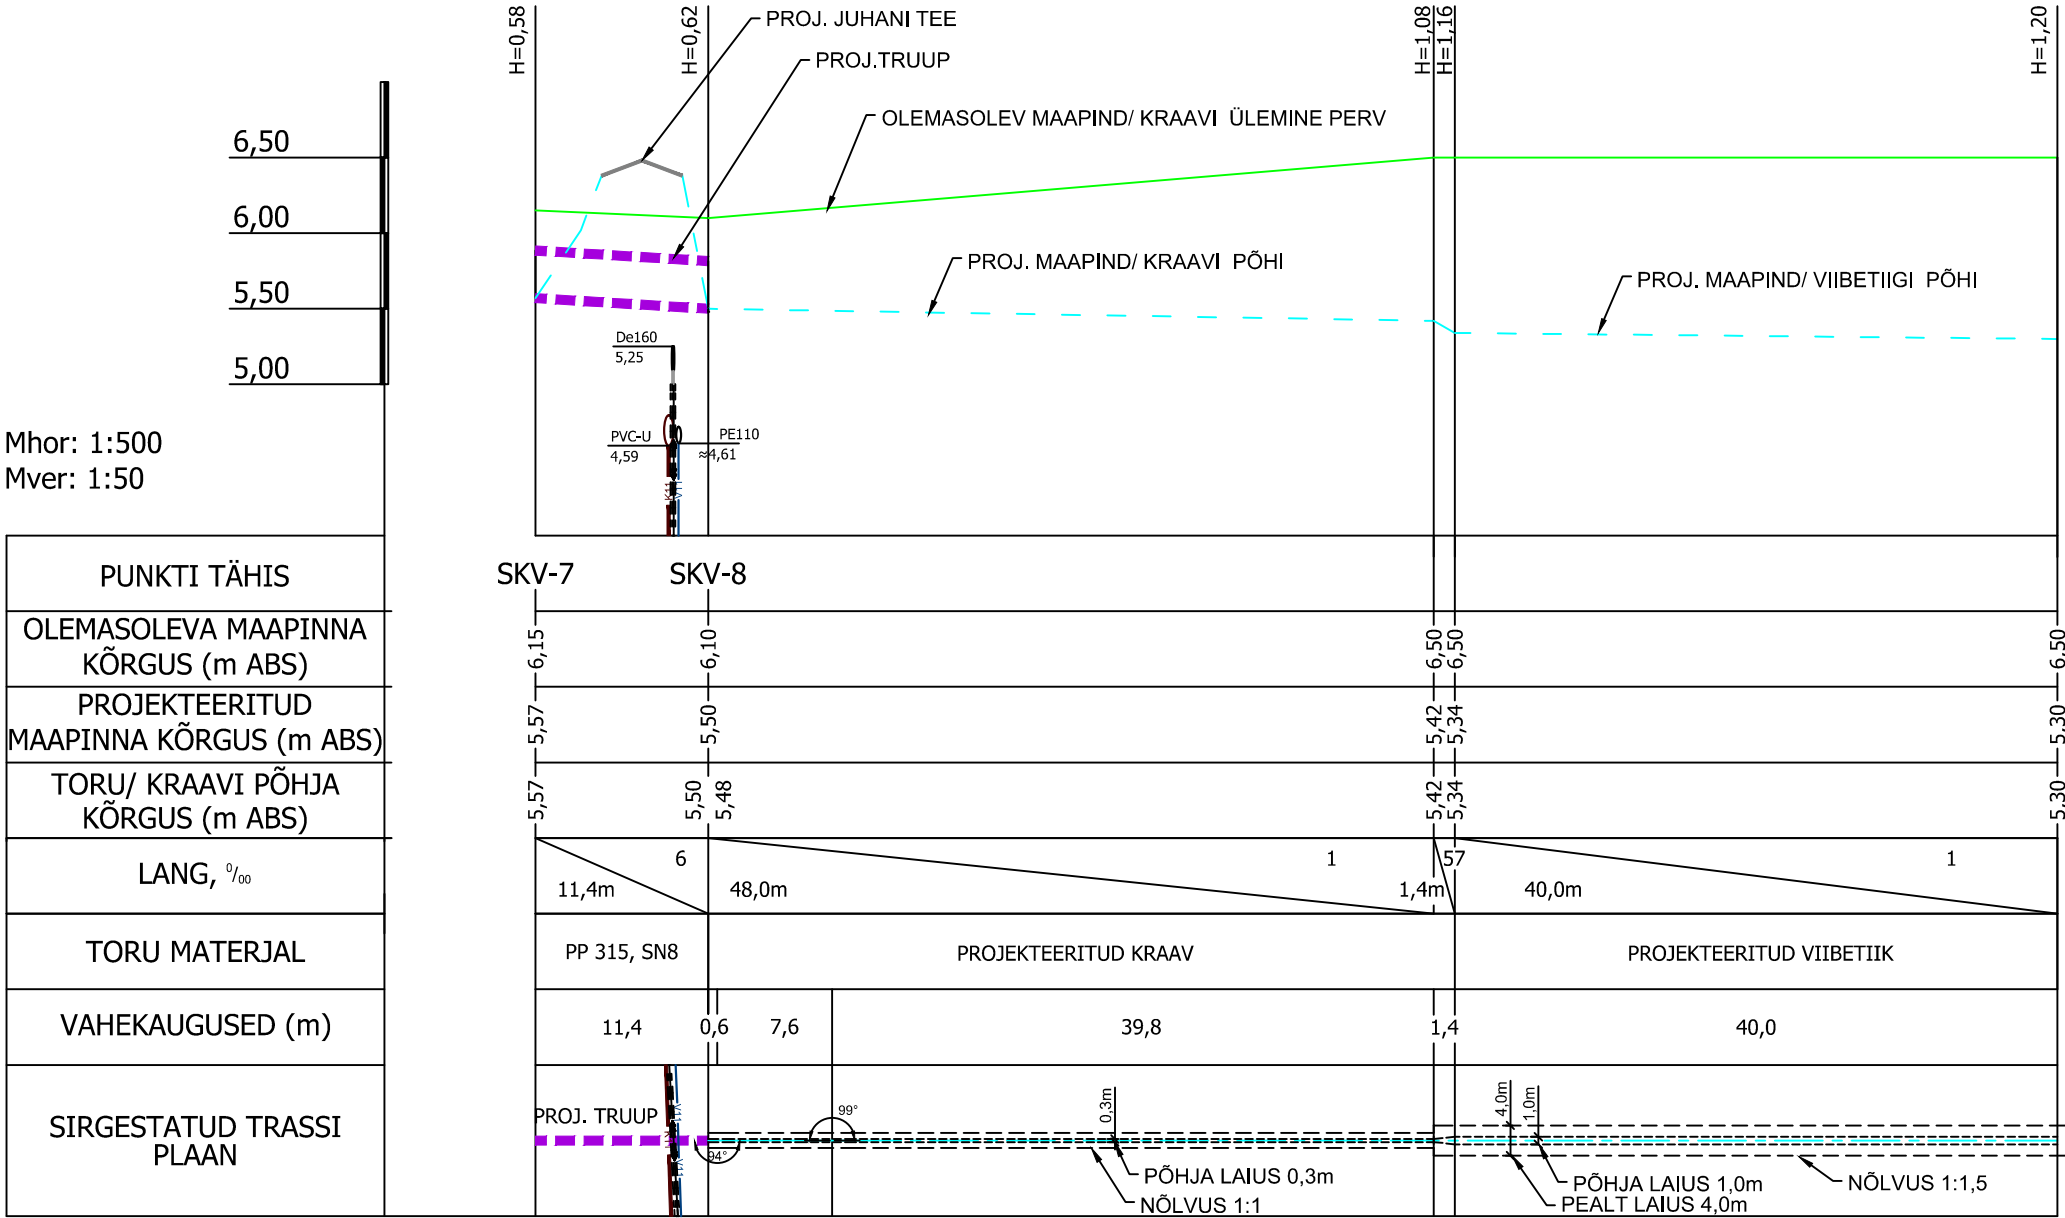 H=0,58
H=0,62
H=1,08
H=1,16
H=1,20
PROJ. JUHANI TEE
PROJ.TRUUP
OLEMASOLEV MAAPIND/ KRAAVI ÜLEMINE PERV
6,50
6,00
5,50
5,00
PROJ. MAAPIND/ KRAAVI PÕHI
PROJ. MAAPIND/ VIIBETIIGI PÕHI
De160
5,25
PVC-U
4,59
PE110
≈4,61
K11
V11
Mhor: 1:500
Mver: 1:50
PUNKTI TÄHIS
SKV-7
SKV-8
OLEMASOLEVA MAAPINNA
KÕRGUS (m ABS)
6,15
6,10
6,50
6,50
6,50
PROJEKTEERITUD
MAAPINNA KÕRGUS (m ABS)
5,57
5,50
5,42
5,34
5,30
TORU/ KRAAVI PÕHJA
KÕRGUS (m ABS)
5,57
5,50
5,48
5,42
5,34
5,30
LANG, 0/00
6
11,4m
1
48,0m
57
1,4m
1
40,0m
TORU MATERJAL
PP 315, SN8
PROJEKTEERITUD KRAAV
PROJEKTEERITUD VIIBETIIK
VAHEKAUGUSED (m)
11,4
0,6
7,6
39,8
1,4
40,0
SIRGESTATUD TRASSI
PLAAN
PROJ. TRUUP
V11
K11
V11
94°
99°
0,3m
PÕHJA LAIUS 0,3m
NÕLVUS 1:1
4,0m
1,0m
PÕHJA LAIUS 1,0m
PEALT LAIUS 4,0m
NÕLVUS 1:1,5